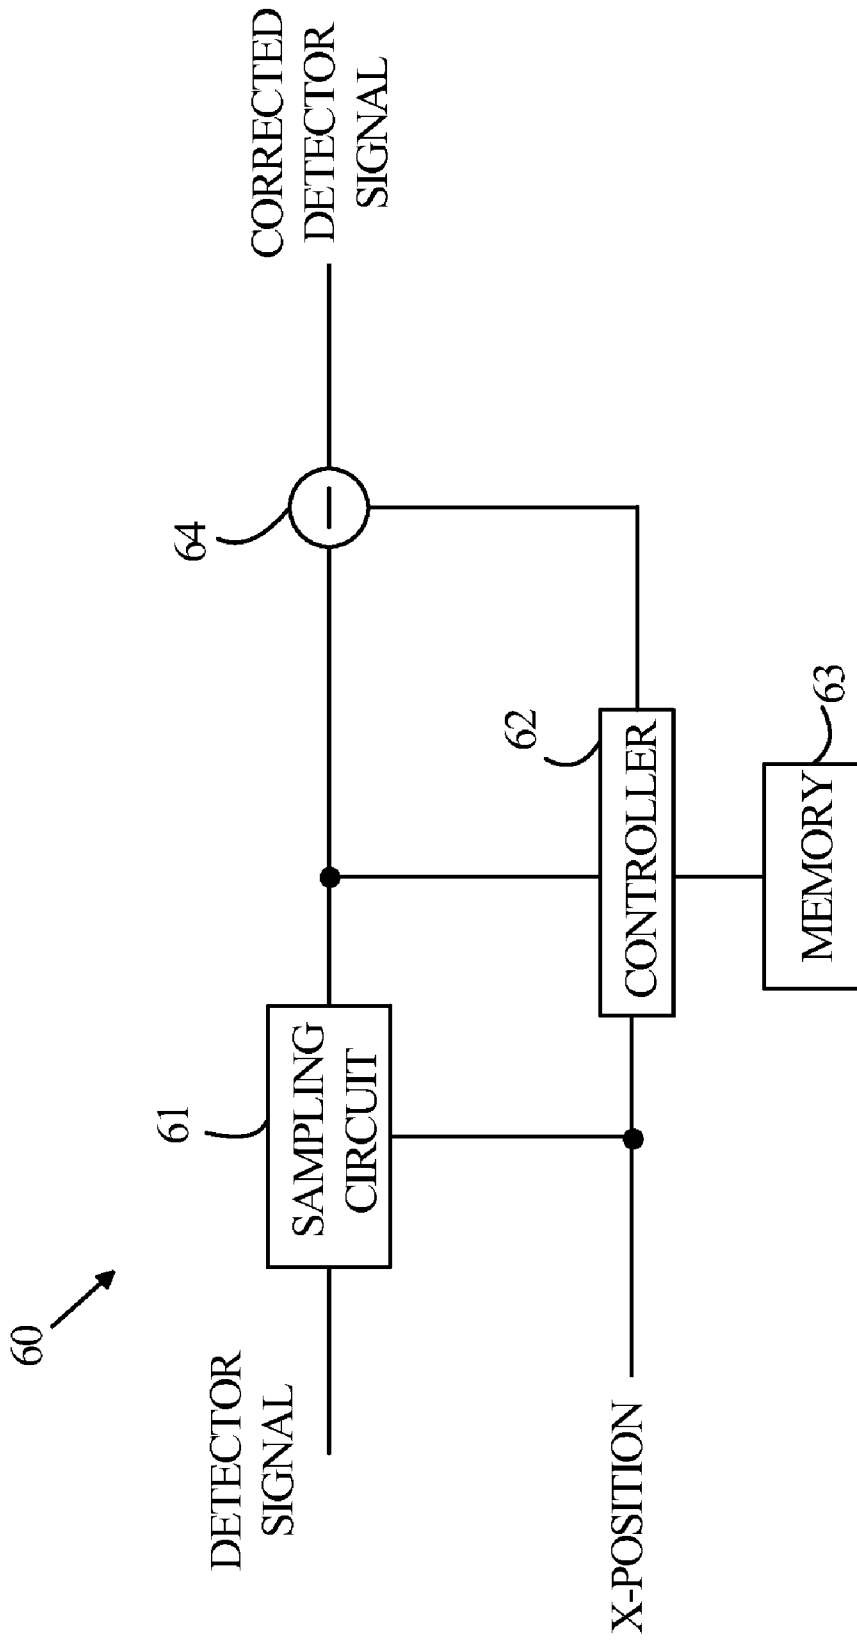 60
DETECTOR
SIGNAL
61
SAMPLING
CIRCUIT
64
CORRECTED
DETECTOR
SIGNAL
X-POSITION
62
CONTROLLER
63
MEMORY